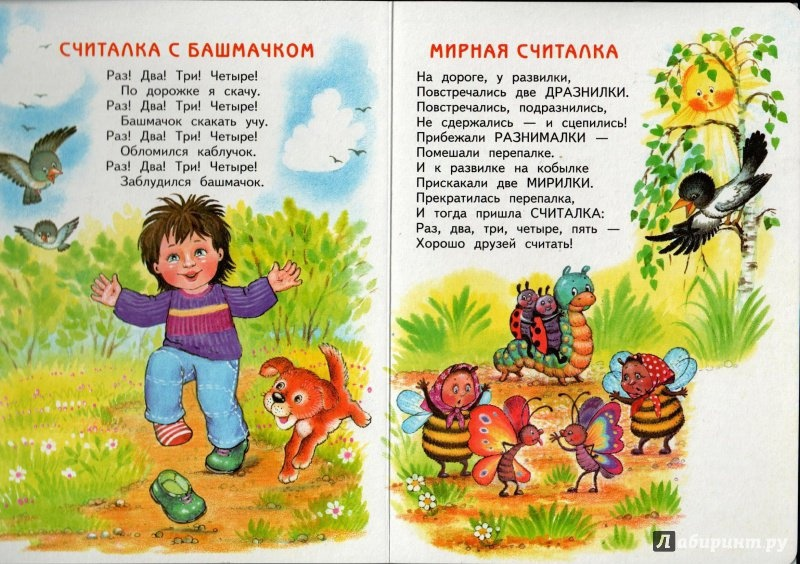 СЧИТАЛКА С БАШМАЧКОМ
Раз! Два! Три! Четыре!
По дорожке я скачу.
Раз! Два! Три! Четыре!
Башмачок скакать учу.
Раз! Два! Три! Четыре!
Обломился каблучок.
Раз! Два! Три! Четыре!
Заблудился башмачок.
МИРНАЯ СЧИТАЛКА
На дороге, у развилки,
Повстречались две ДРАЗНИЛКИ.
Повстречались, подразнились,
Не сдержались — и сцепились!
Прибежали РАЗНИМАЛКИ —
Помешали перепалке.
И к развилке на кобылке
Прискакали две МИРИЛКИ.
Прекратилась перепалка,
И тогда пришла СЧИТАЛКА:
Раз, два, три, четыре, пять —
Хорошо друзей считать!
Лабиринт.ру